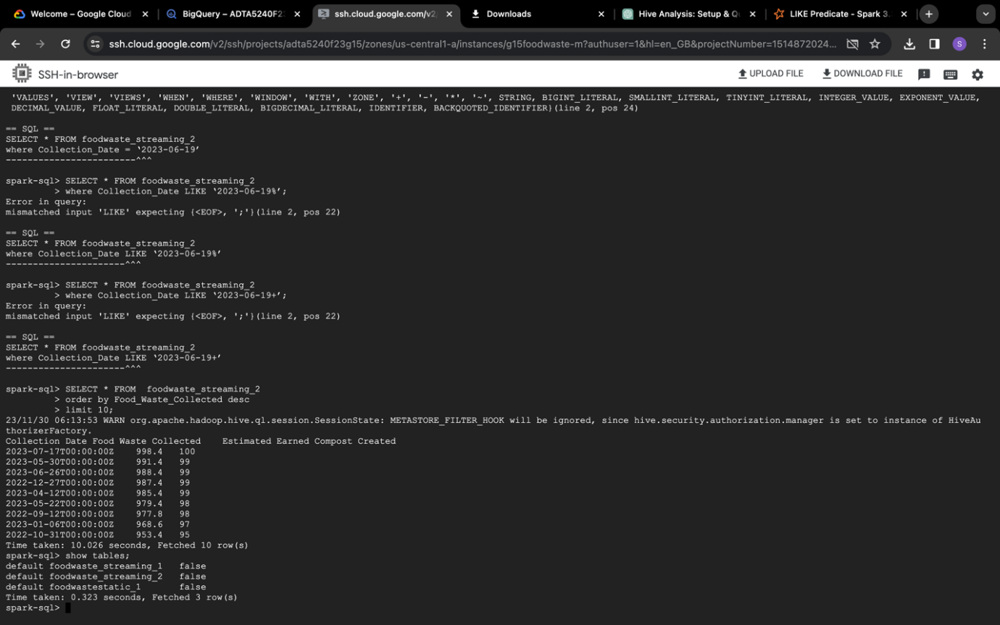 Welcome – Google Cloud
BigQuery – ADTA5240F23
ssh.cloud.google.com/v2/
Downloads
Hive Analysis: Setup & Qu
LIKE Predicate - Spark 3.
ssh.cloud.google.com/v2/ssh/projects/adta5240f23g15/zones/us-central1-a/instances/g15foodwaste-m?authuser=1&hl=en_GB&projectNumber=1514872024...
S
SSH-in-browser
UPLOAD FILE
DOWNLOAD FILE
'VALUES', 'VIEW', 'VIEWS', 'WHEN', 'WHERE', 'WINDOW', 'WITH', 'ZONE', '+', '-', '*', '~', STRING, BIGINT_LITERAL, SMALLINT_LITERAL, TINYINT_LITERAL, INTEGER_VALUE, EXPONENT_VALUE,
DECIMAL_VALUE, FLOAT_LITERAL, DOUBLE_LITERAL, BIGDECIMAL_LITERAL, IDENTIFIER, BACKQUOTED_IDENTIFIER}(line 2, pos 24)
== SQL ==
SELECT * FROM foodwaste_streaming_2
where Collection_Date = ‘2023-06-19’
------------------------^^^
spark-sql> SELECT * FROM foodwaste_streaming_2
         > where Collection_Date LIKE ‘2023-06-19%’;
Error in query:
mismatched input 'LIKE' expecting {<EOF>, ';'}(line 2, pos 22)
== SQL ==
SELECT * FROM foodwaste_streaming_2
where Collection_Date LIKE ‘2023-06-19%’
----------------------^^^
spark-sql> SELECT * FROM foodwaste_streaming_2
         > where Collection_Date LIKE ‘2023-06-19+’;
Error in query:
mismatched input 'LIKE' expecting {<EOF>, ';'}(line 2, pos 22)
== SQL ==
SELECT * FROM foodwaste_streaming_2
where Collection_Date LIKE ‘2023-06-19+’
----------------------^^^
spark-sql> SELECT * FROM  foodwaste_streaming_2
         > order by Food_Waste_Collected desc
         > limit 10;
23/11/30 06:13:53 WARN org.apache.hadoop.hive.ql.session.SessionState: METASTORE_FILTER_HOOK will be ignored, since hive.security.authorization.manager is set to instance of HiveAu
thorizerFactory.
Collection Date Food Waste Collected    Estimated Earned Compost Created
2023-07-17T00:00:00Z    998.4   100
2023-05-30T00:00:00Z    991.4   99
2023-06-26T00:00:00Z    988.4   99
2022-12-27T00:00:00Z    987.4   99
2023-04-12T00:00:00Z    985.4   99
2023-05-22T00:00:00Z    979.4   98
2022-09-12T00:00:00Z    977.8   98
2023-01-06T00:00:00Z    968.6   97
2022-10-31T00:00:00Z    953.4   95
Time taken: 10.026 seconds, Fetched 10 row(s)
spark-sql> show tables;
default foodwaste_streaming_1   false
default foodwaste_streaming_2   false
default foodwastestatic_1       false
Time taken: 0.323 seconds, Fetched 3 row(s)
spark-sql>